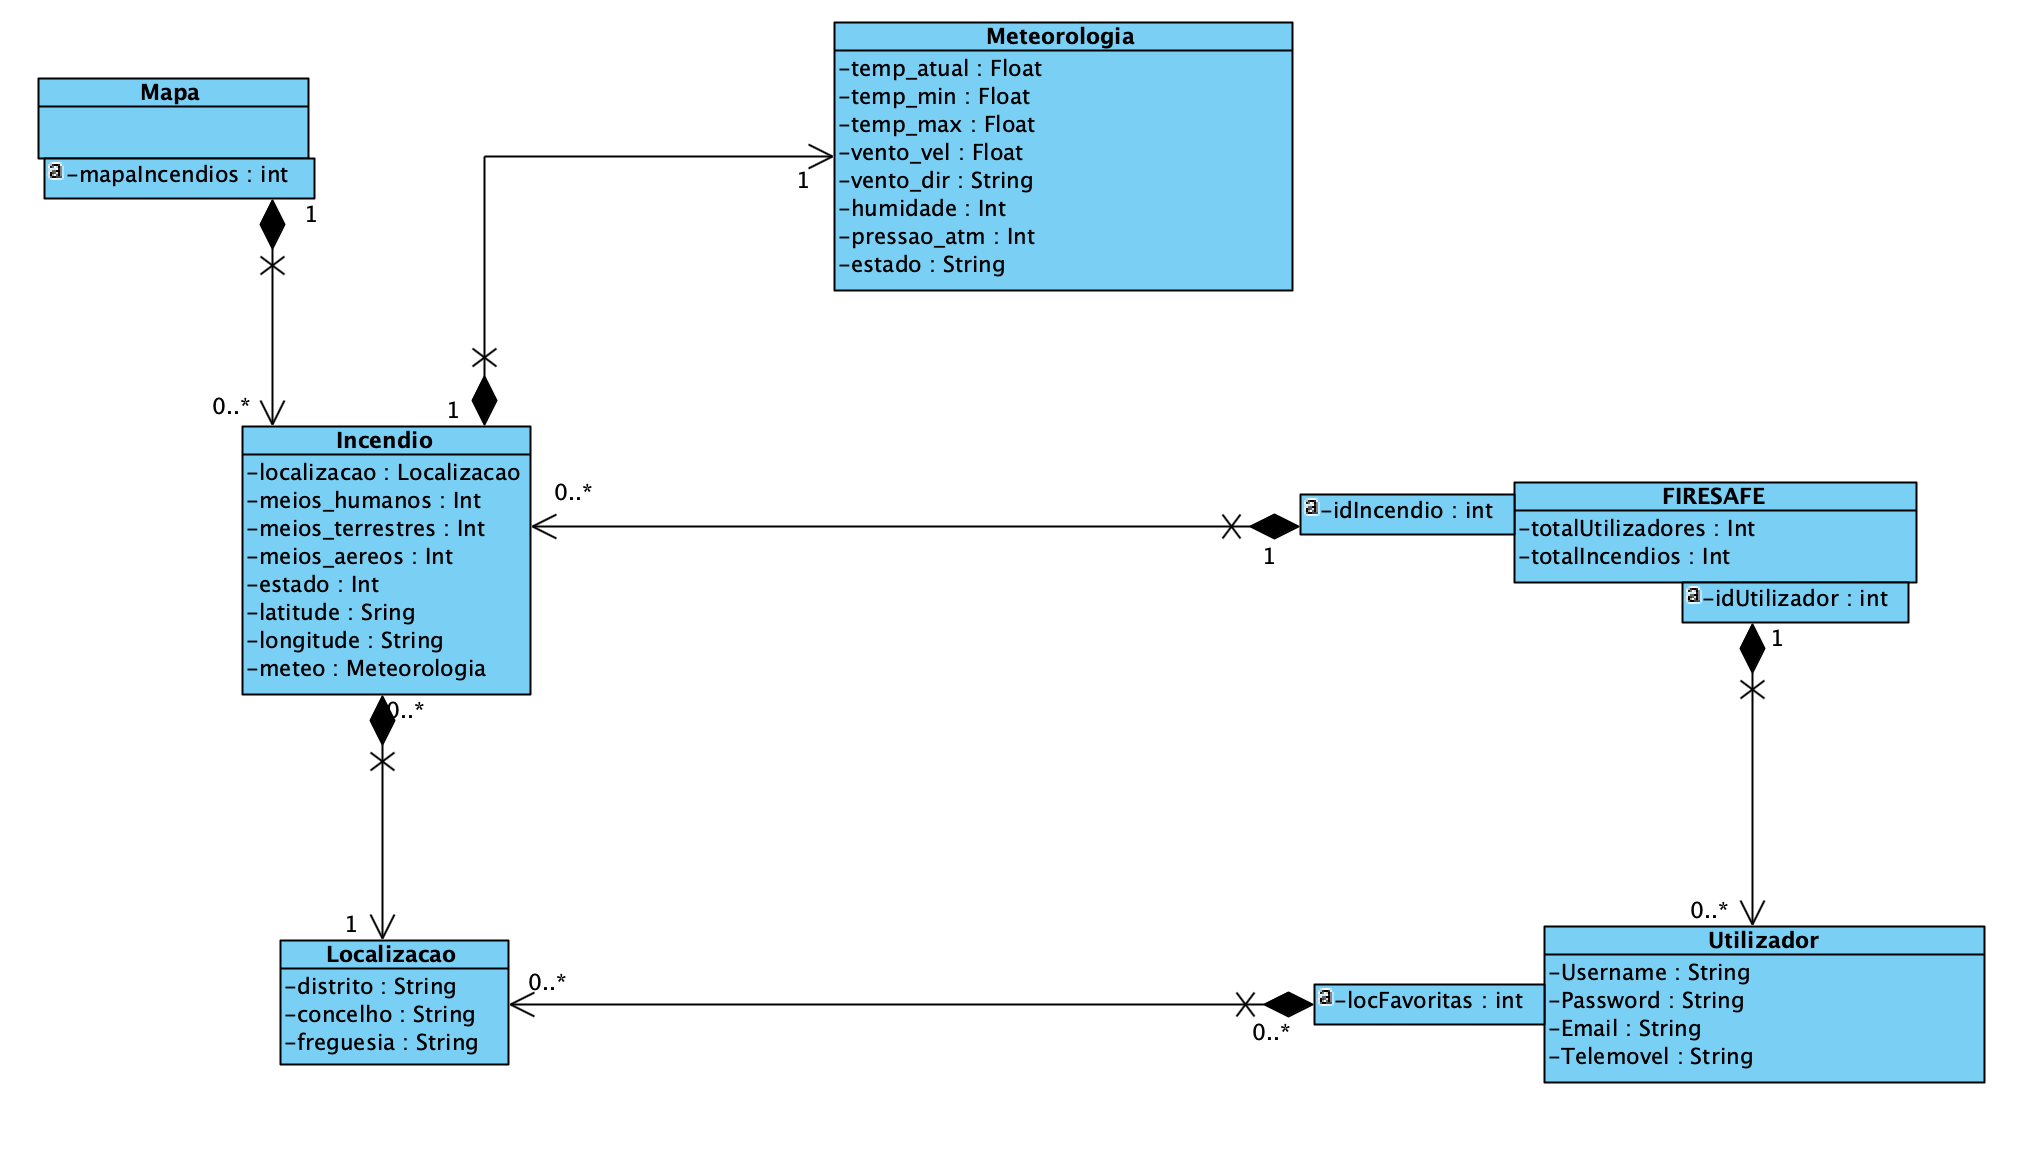 Meteorologia
-temp_atual : Float
-temp_min : Float
-temp_max : Float
-vento_vel : Float
-vento_dir : String
-humidade : Int
-pressao_atm : Int
-estado : String
Mapa
a -mapaIncendios : int
1
1
0..*
1
Incendio
-localizacao : Localizacao
-meios_humanos : Int
-meios_terrestres : Int
-meios_aereos : Int
-estado : Int
-latitude : Sring
-longitude : String
-meteo : Meteorologia
0..*
0..*
1
a -idIncendio : int
FIRESAFE
-totalUtilizadores : Int
-totalIncendios : Int
a -idUtilizador : int
1
1
0..*
Localizacao
-distrito : String
-concelho : String
-freguesia : String
0..*
0..*
a -locFavoritas : int
Utilizador
-Username : String
-Password : String
-Email : String
-Telemovel : String